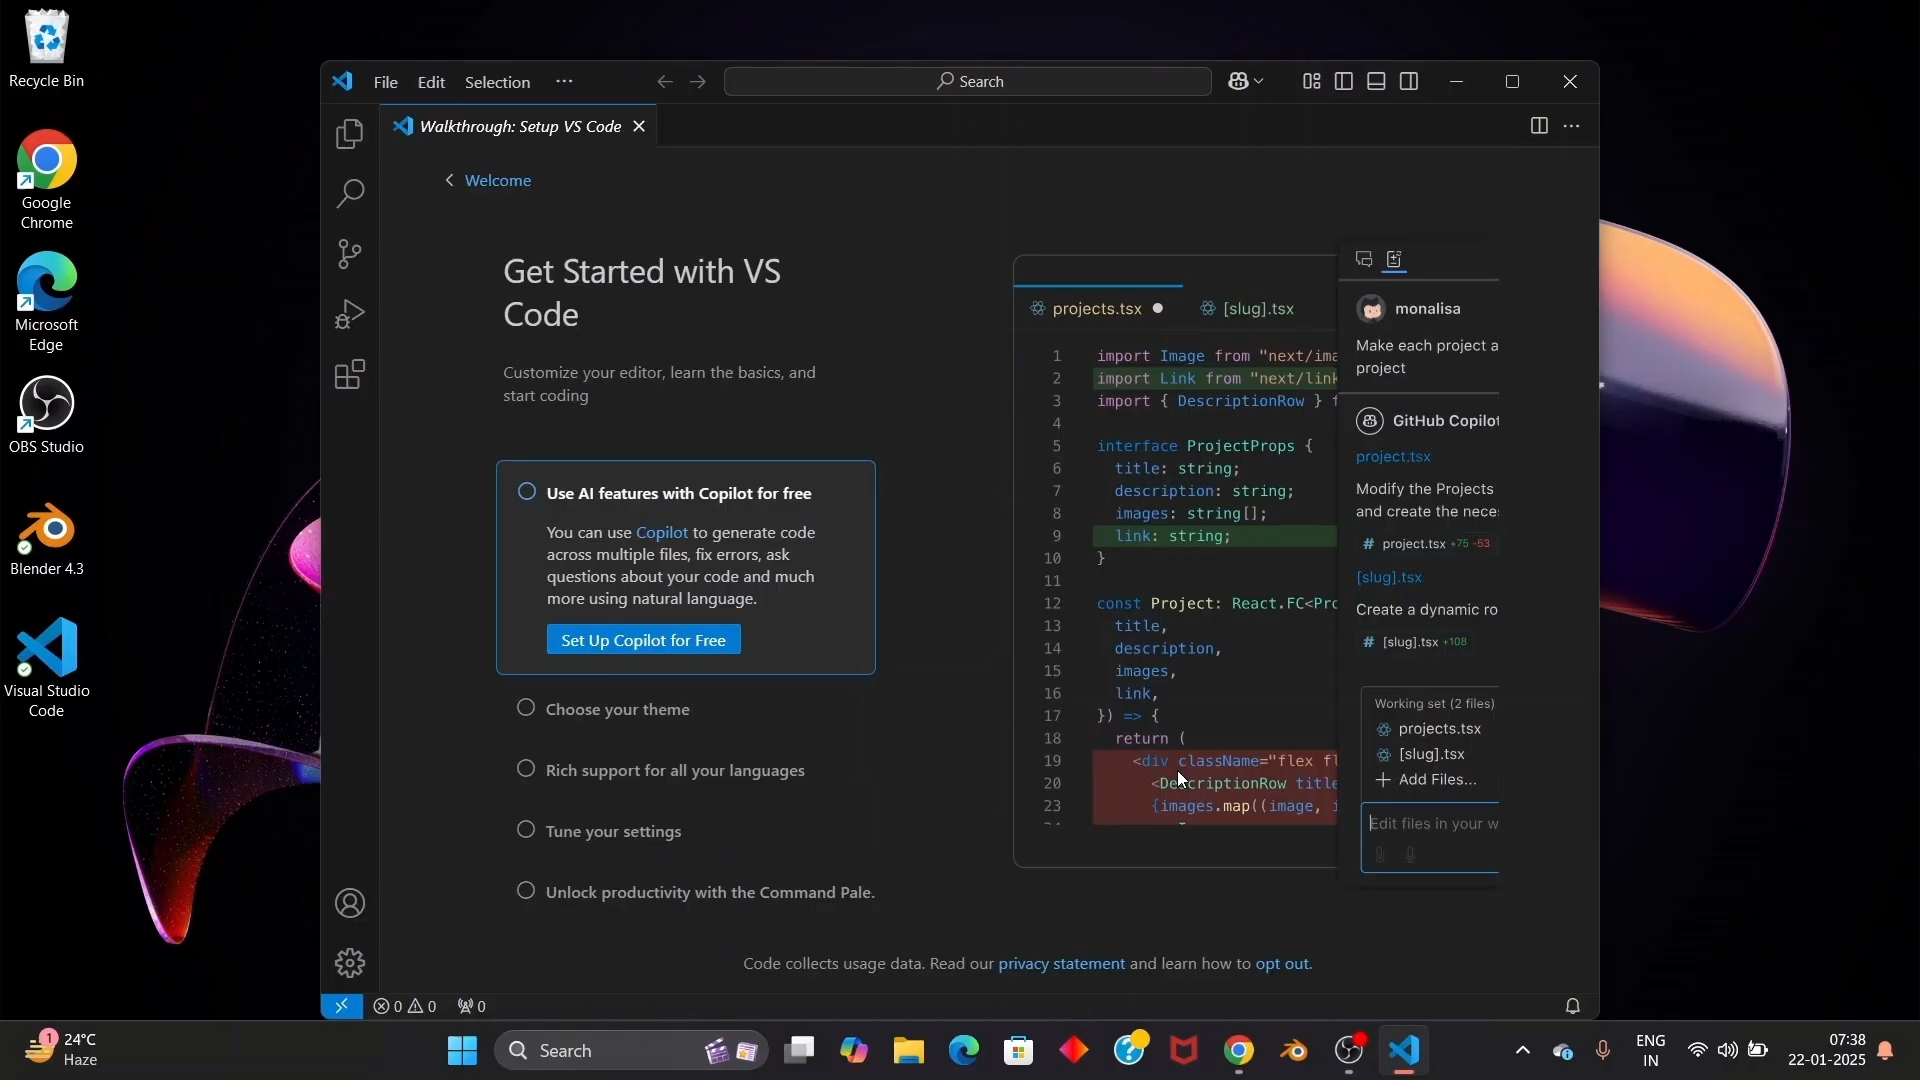 Recycle Bin
Google
Chrome
Microsoft
Edge
OBS Studio
Blender 4.3
Visual Studio
Code
File Edit Selection ···
Search
Walkthrough: Setup VS Code
Welcome
Get Started with VS
Code
Customize your editor, learn the basics, and
start coding
Use AI features with Copilot for free
You can use Copilot to generate code
across multiple files, fix errors, ask
questions about your code and much
more using natural language.
Set Up Copilot for Free
Choose your theme
Rich support for all your languages
Tune your settings
Unlock productivity with the Command Pale.
projects.tsx [slug].tsx
1 import Image from "next/ima
2 import Link from "next/link
3 import { DescriptionRow } f
4
5 interface ProjectProps {
6 title: string;
7 description: string;
8 images: string[];
9 link: string;
10 }
11
12 const Project: React.FC<Pro
13 title,
14 description,
15 images,
16 link,
17 }) => {
18 return (
19 <div className="flex fl
20 <DescriptionRow title
23 {images.map((image, i
monalisa
Make each project a
project
GitHub Copilot
project.tsx
Modify the Projects
and create the neces
# project.tsx +75 -53
[slug].tsx
Create a dynamic ro
# [slug].tsx +108
Working set (2 files)
projects.tsx
[slug].tsx
+ Add Files...
Edit files in your w
Code collects usage data. Read our privacy statement and learn how to opt out.
0 0 0
1
24°C
Haze
Search
ENG
IN
07:38
22-01-2025